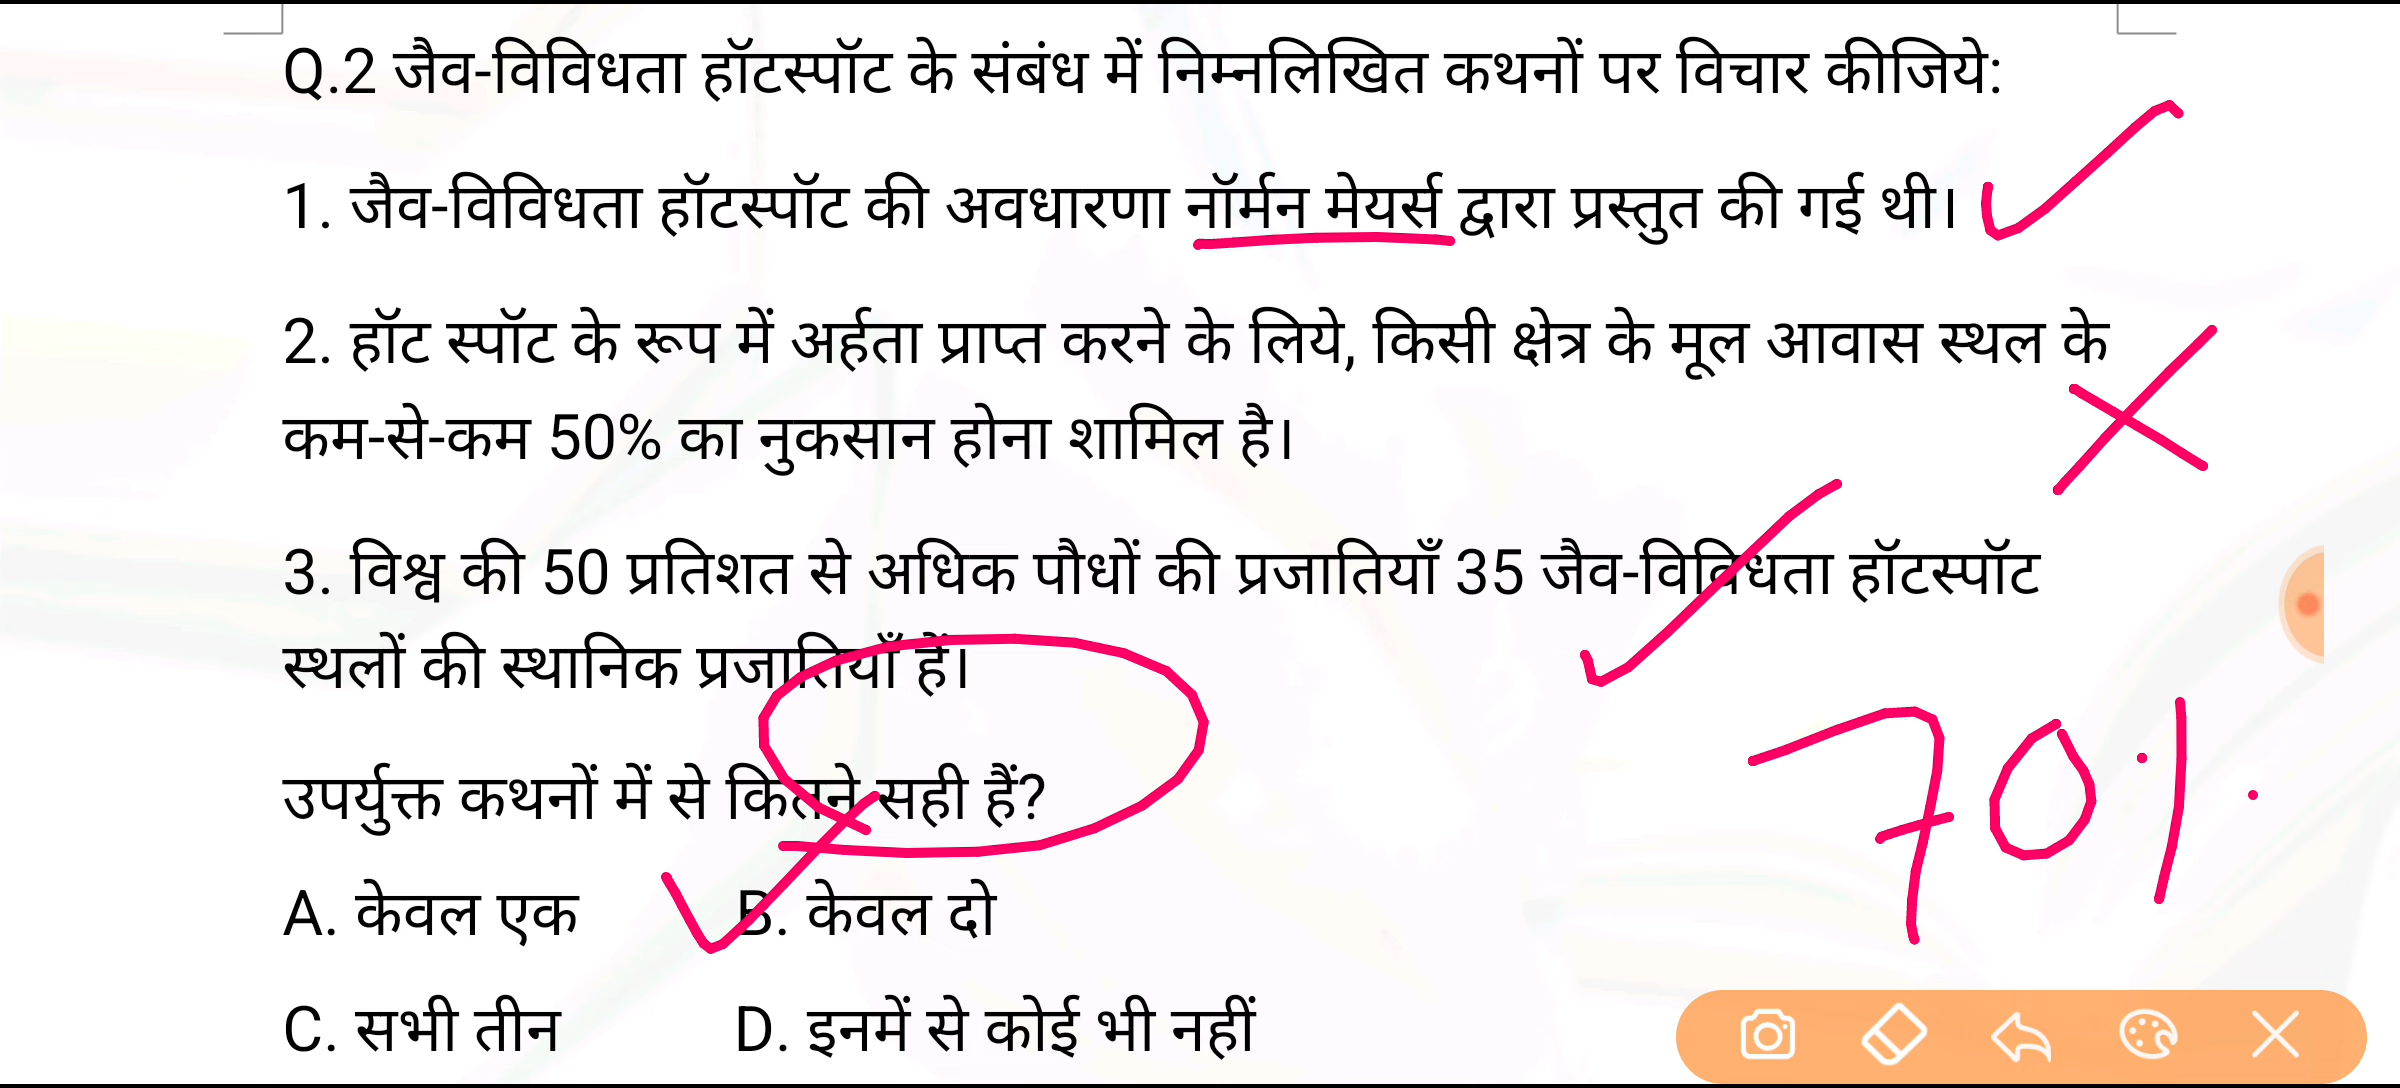 Q.2 जैव-विविधता हॉटस्पॉट के संबंध में निम्नलिखित कथनों पर विचार कीजिये:
1. जैव-विविधता हॉटस्पॉट की अवधारणा नॉर्मन मेयर्स द्वारा प्रस्तुत की गई थी।
2. हॉट स्पॉट के रूप में अर्हता प्राप्त करने के लिये, किसी क्षेत्र के मूल आवास स्थल के
कम-से-कम 50% का नुकसान होना शामिल है।
3. विश्व की 50 प्रतिशत से अधिक पौधों की प्रजातियाँ 35 जैव-विविधता हॉटस्पॉट
स्थलों की स्थानिक प्रजातियाँ हैं।
70%
उपर्युक्त कथनों में से कितने सही हैं?
A. केवल एक B. केवल दो
C. सभी तीन D. इनमें से कोई भी नहीं